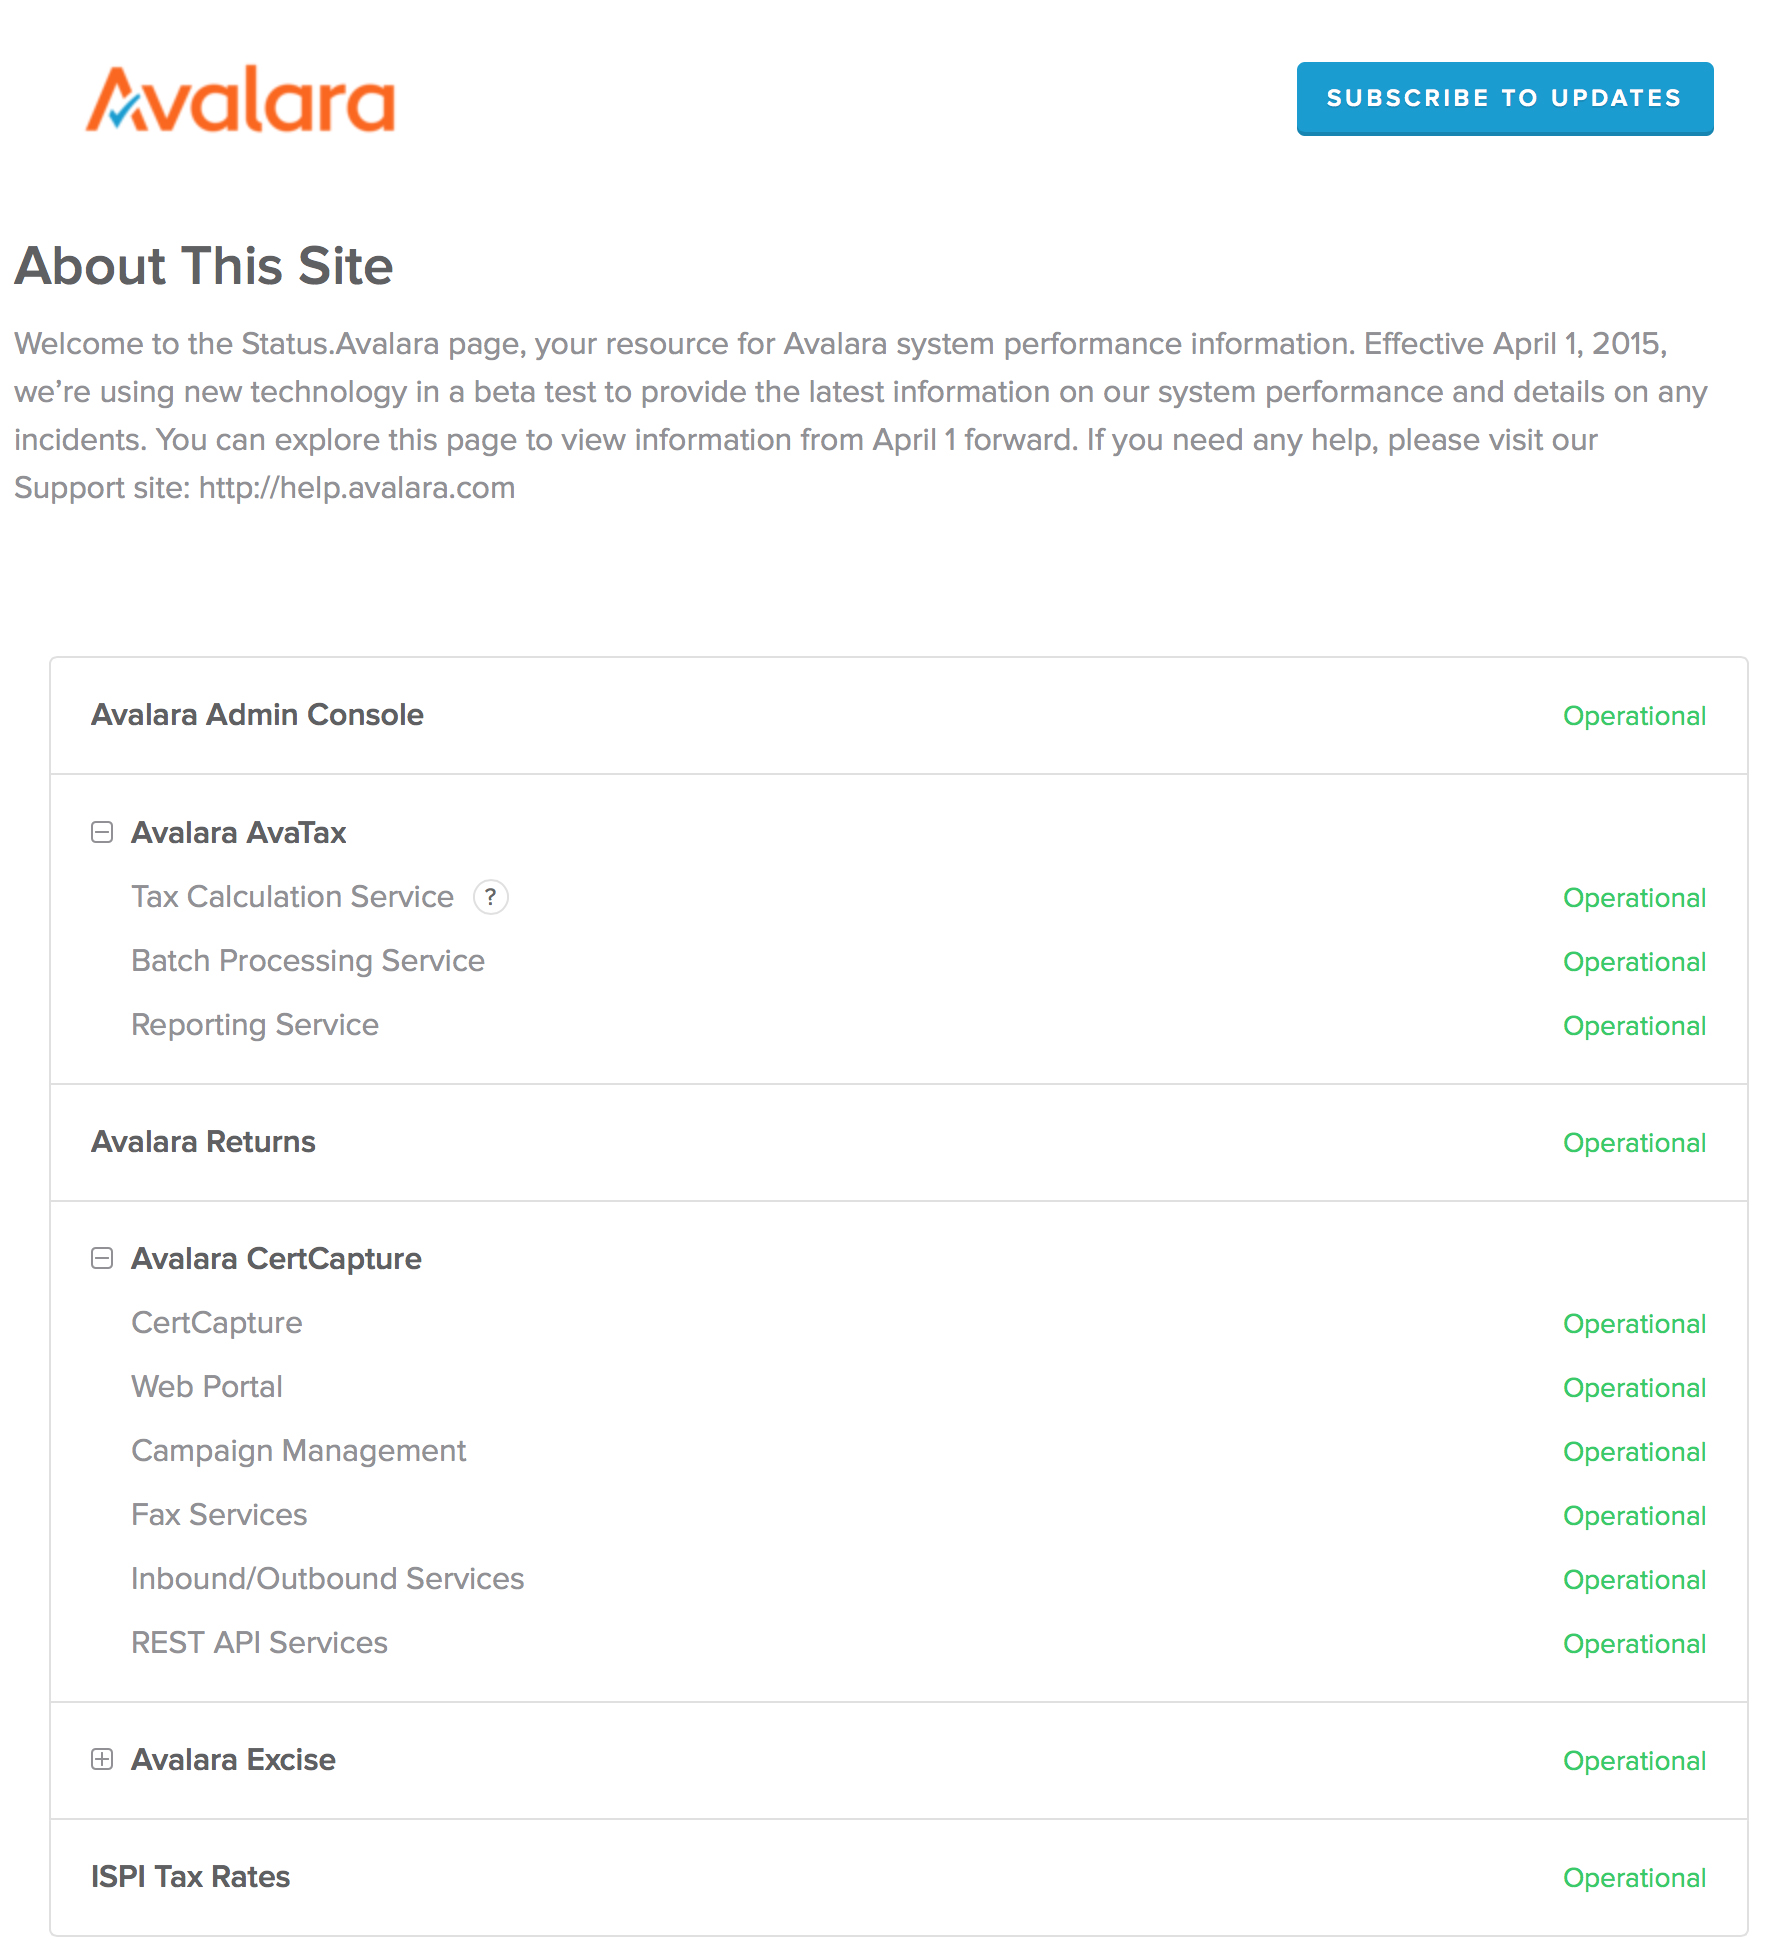 Avalara
SUBSCRIBE TO UPDATES
About This Site
Welcome to the Status.Avalara page, your resource for Avalara system performance information. Effective April 1, 2015,
we’re using new technology in a beta test to provide the latest information on our system performance and details on any
incidents. You can explore this page to view information from April 1 forward. If you need any help, please visit our
Support site: http://help.avalara.com
Avalara Admin Console Operational
Avalara AvaTax
Tax Calculation Service ? Operational
Batch Processing Service Operational
Reporting Service Operational
Avalara Returns Operational
Avalara CertCapture
CertCapture Operational
Web Portal Operational
Campaign Management Operational
Fax Services Operational
Inbound/Outbound Services Operational
REST API Services Operational
Avalara Excise Operational
ISPI Tax Rates Operational